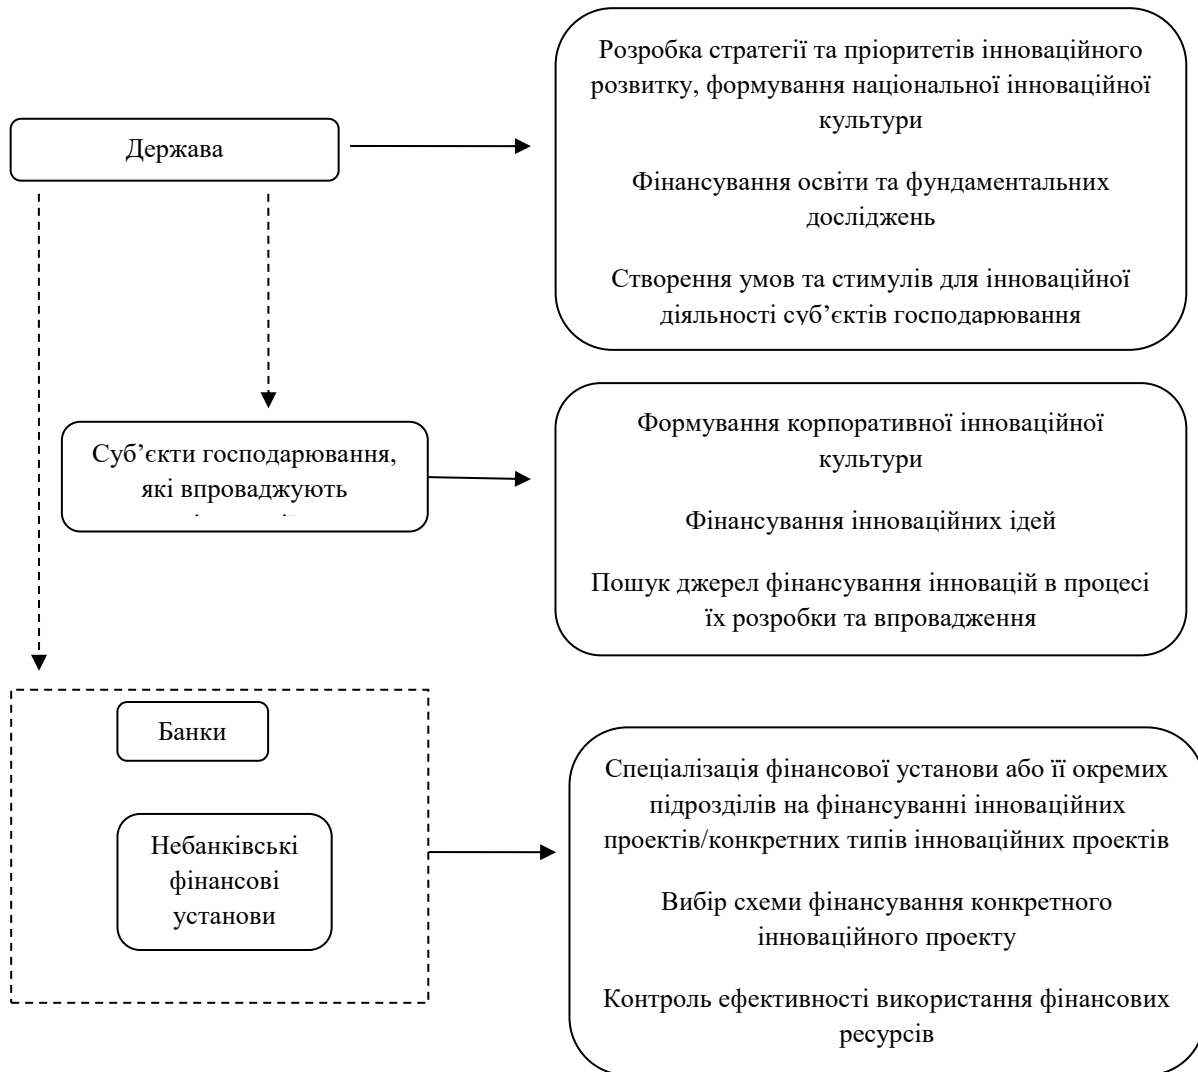 Розробка стратегії та пріоритетів інноваційного
розвитку, формування національної інноваційної
культури
Держава
Фінансування освіти та фундаментальних
досліджень
Створення умов та стимулів для інноваційної
діяльності суб’єктів господарювання
Формування корпоративної інноваційної
культури
Суб’єкти господарювання,
які впроваджують
Фінансування інноваційних ідей
Пошук джерел фінансування інновацій в процесі
їх розробки та впровадження
Банки
Небанківські
фінансові
установи
Спеціалізація фінансової установи або її окремих
підрозділів на фінансуванні інноваційних
проектів/конкретних типів інноваційних проектів
Вибір схеми фінансування конкретного
інноваційного проекту
Контроль ефективності використання фінансових
ресурсів